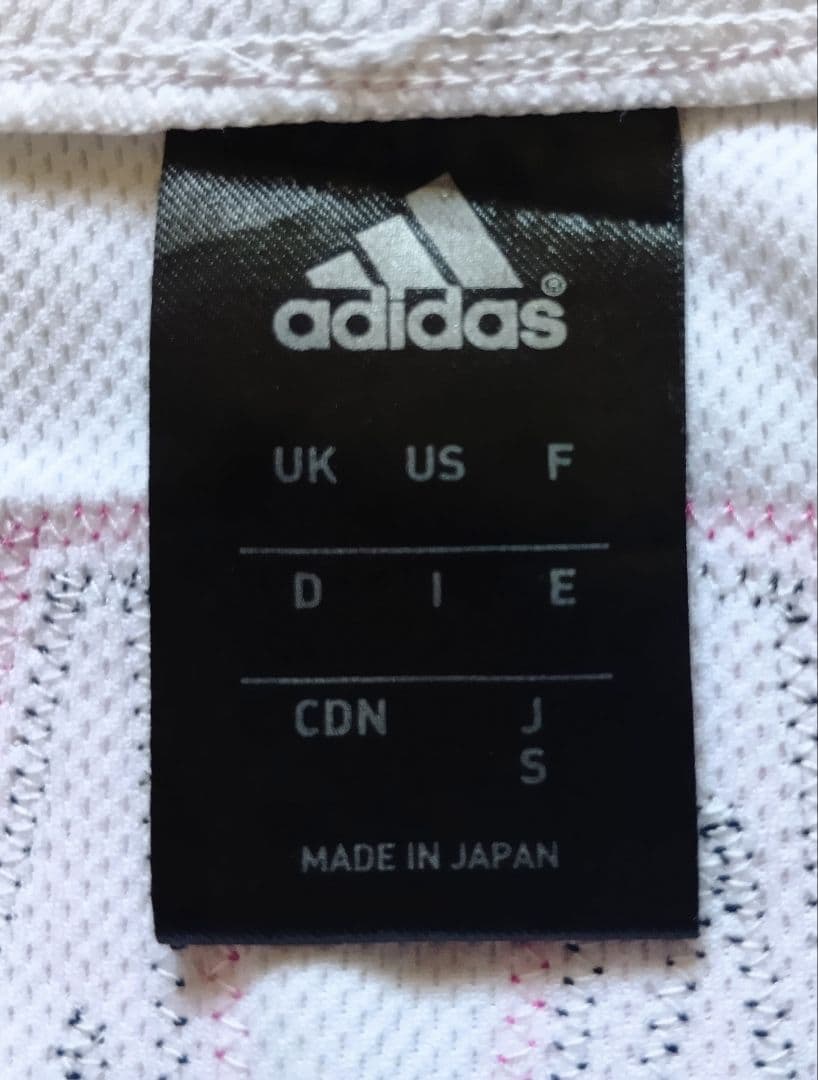 adidas®
UK US F
D I E
CDN J
S
MADE IN JAPAN